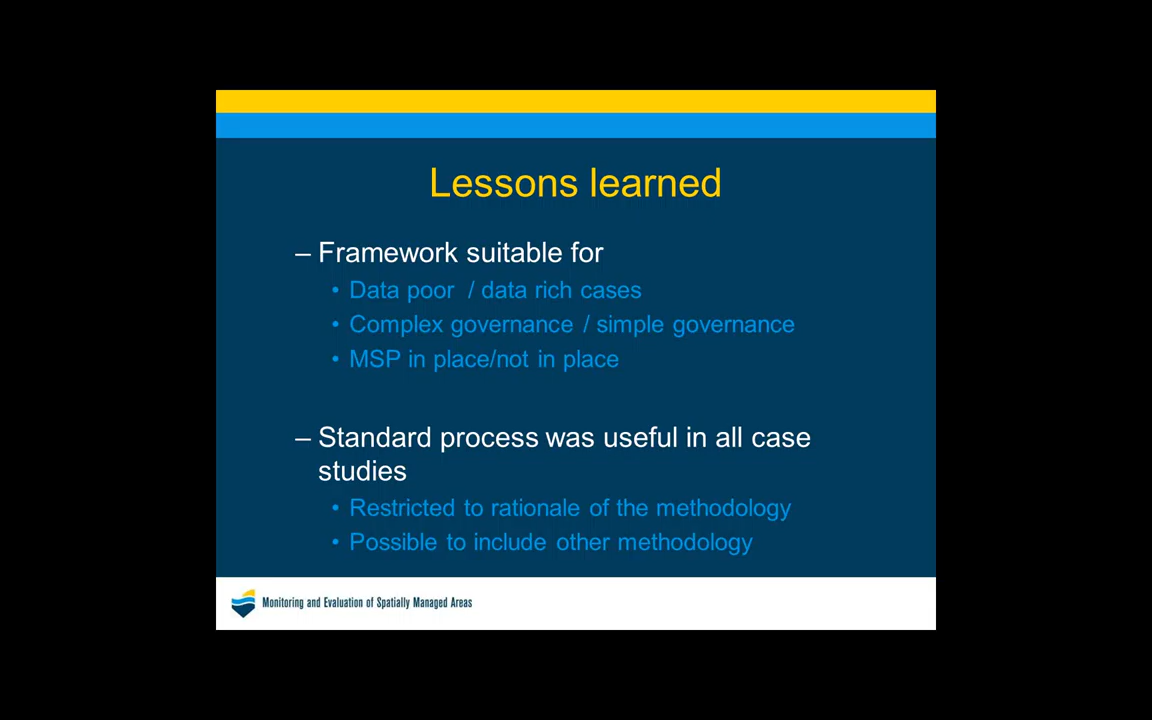 Lessons learned
– Framework suitable for
• Data poor / data rich cases
• Complex governance / simple governance
• MSP in place/not in place
– Standard process was useful in all case
studies
• Restricted to rationale of the methodology
• Possible to include other methodology
Monitoring and Evaluation of Spatially Managed Areas